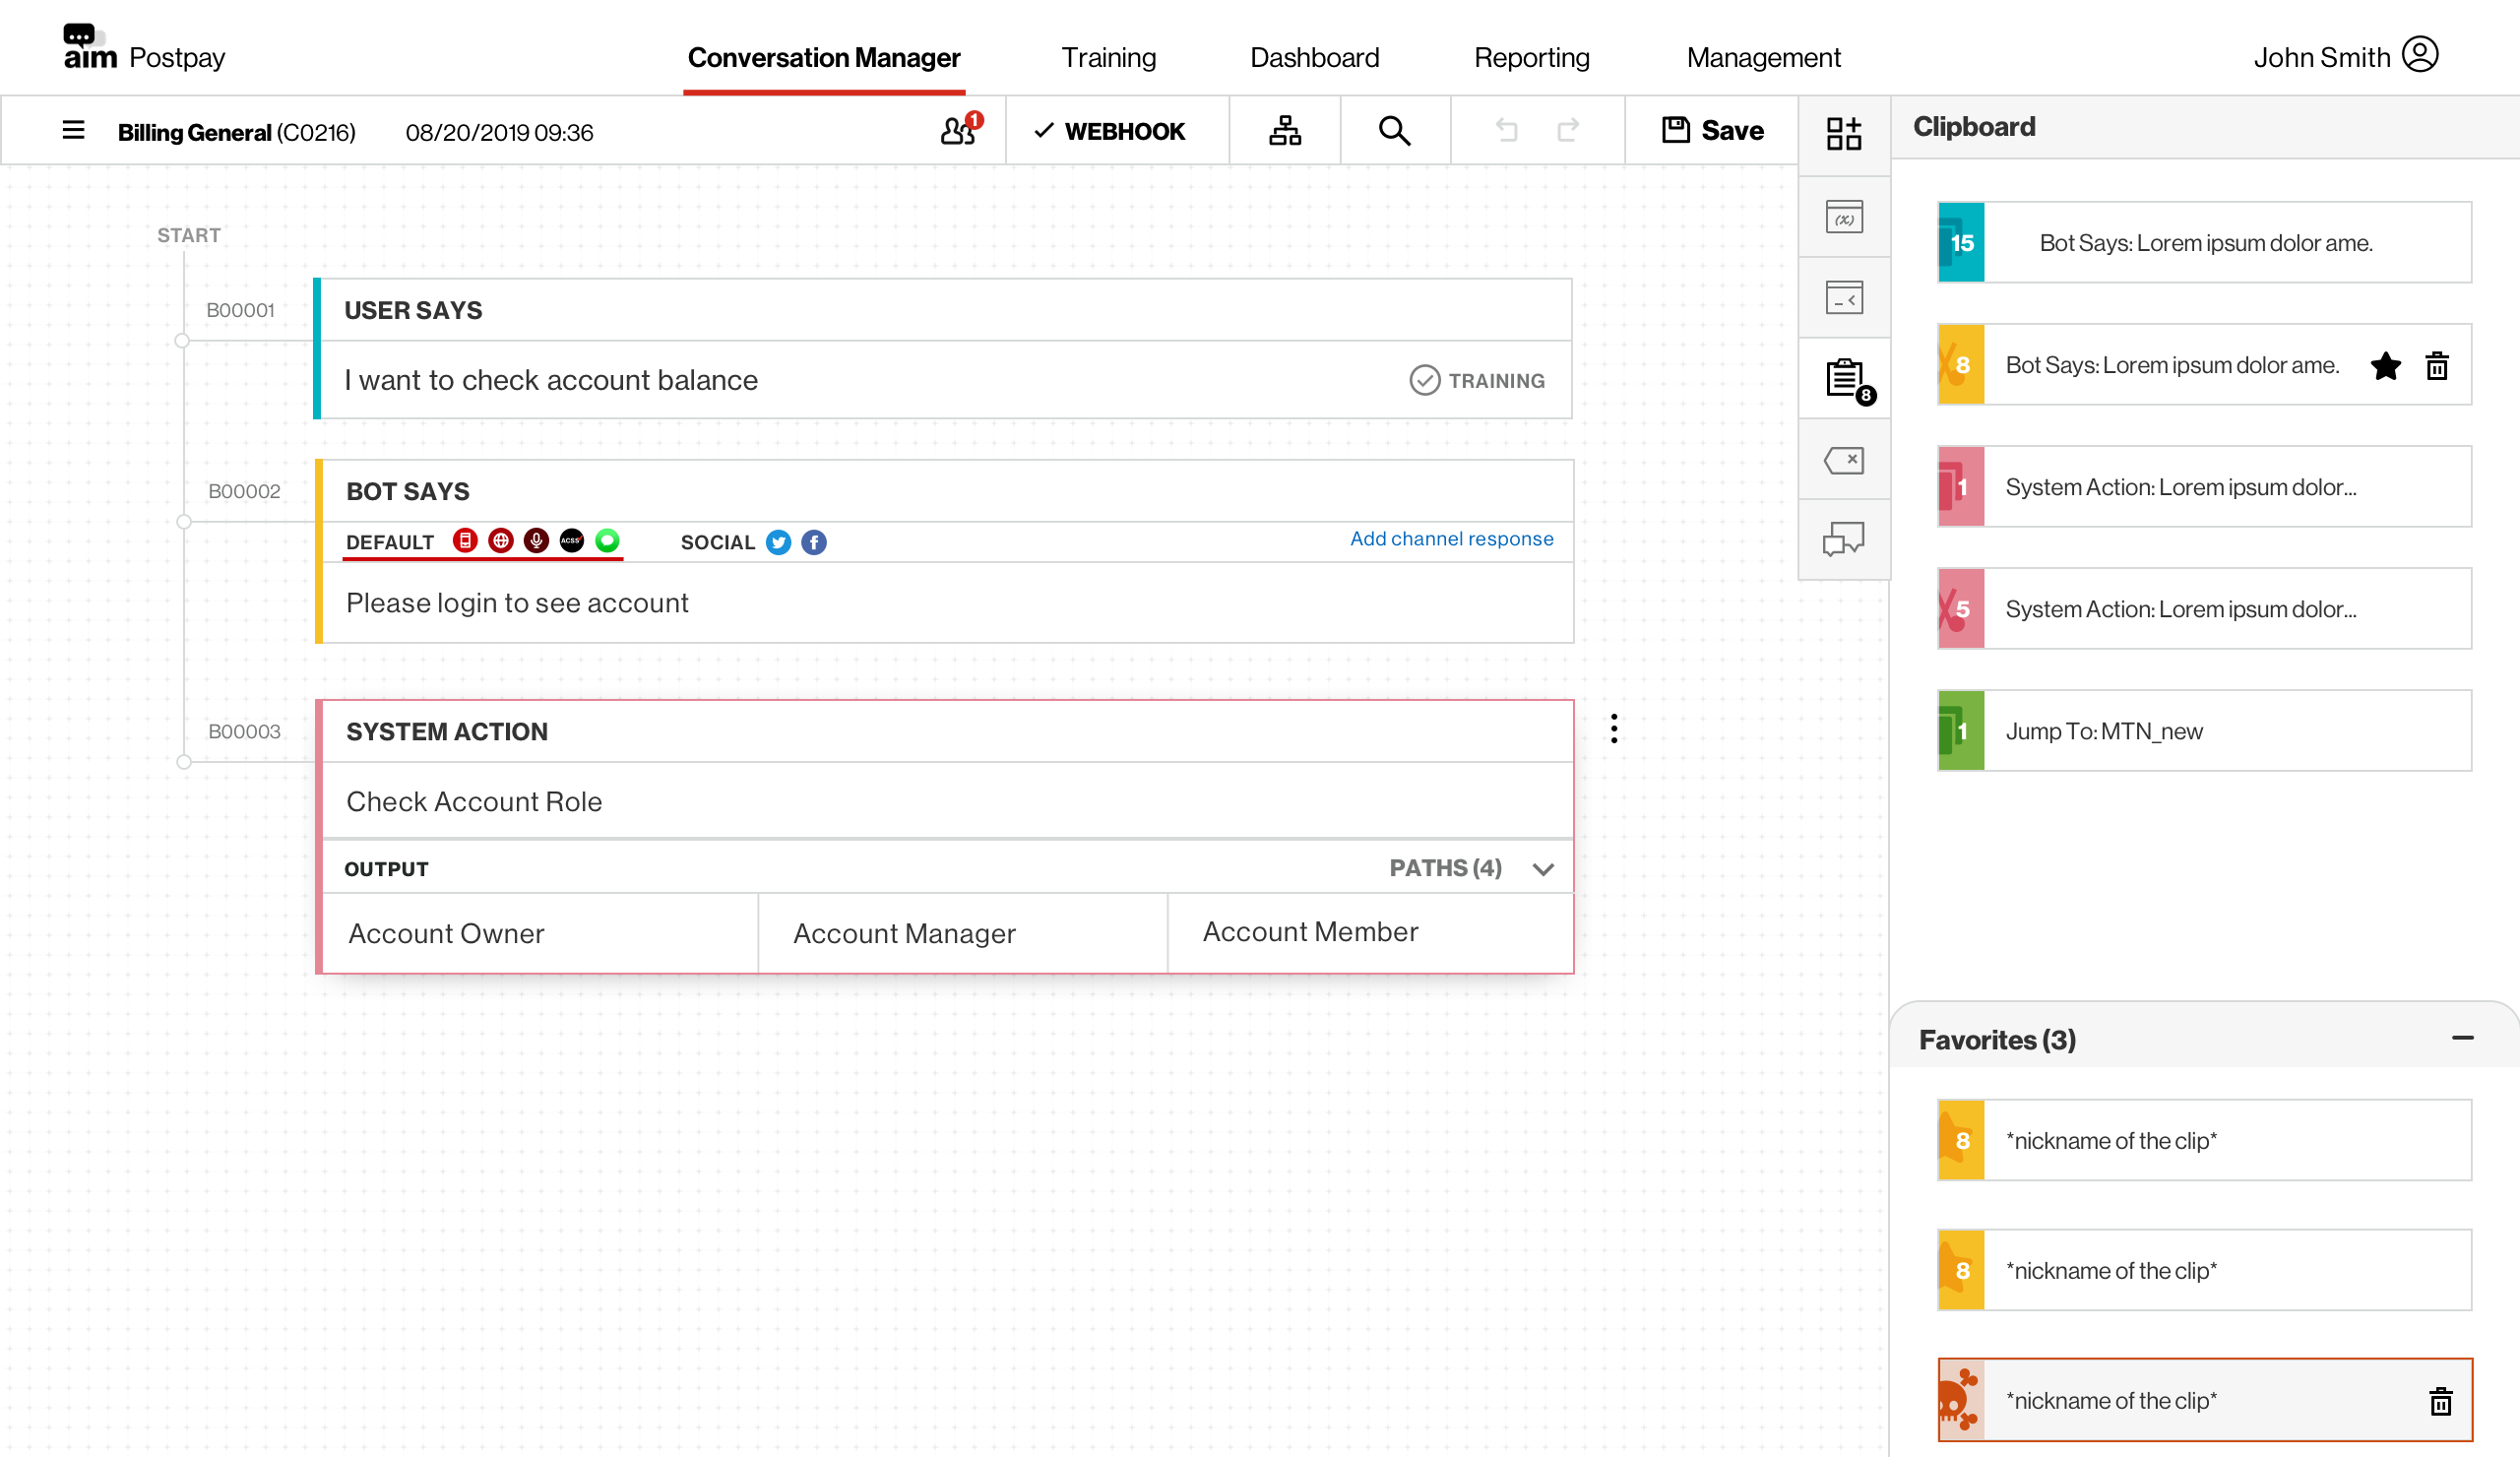 aim Postpay
Conversation Manager
Training
Dashboard
Reporting
Management
John Smith
Billing General (C0216)
08/20/2019 09:36
1
WEBHOOK
Save
Clipboard
START
B00001
USER SAYS
I want to check account balance
TRAINING
B00002
BOT SAYS
DEFAULT
ACSS
SOCIAL
Add channel response
Please login to see account
B00003
SYSTEM ACTION
Check Account Role
OUTPUT
PATHS (4)
Account Owner
Account Manager
Account Member
(x)
8
15
Bot Says: Lorem ipsum dolor ame.
8
Bot Says: Lorem ipsum dolor ame.
1
System Action: Lorem ipsum dolor...
5
System Action: Lorem ipsum dolor...
1
Jump To: MTN_new
Favorites (3)
8
*nickname of the clip*
8
*nickname of the clip*
*nickname of the clip*